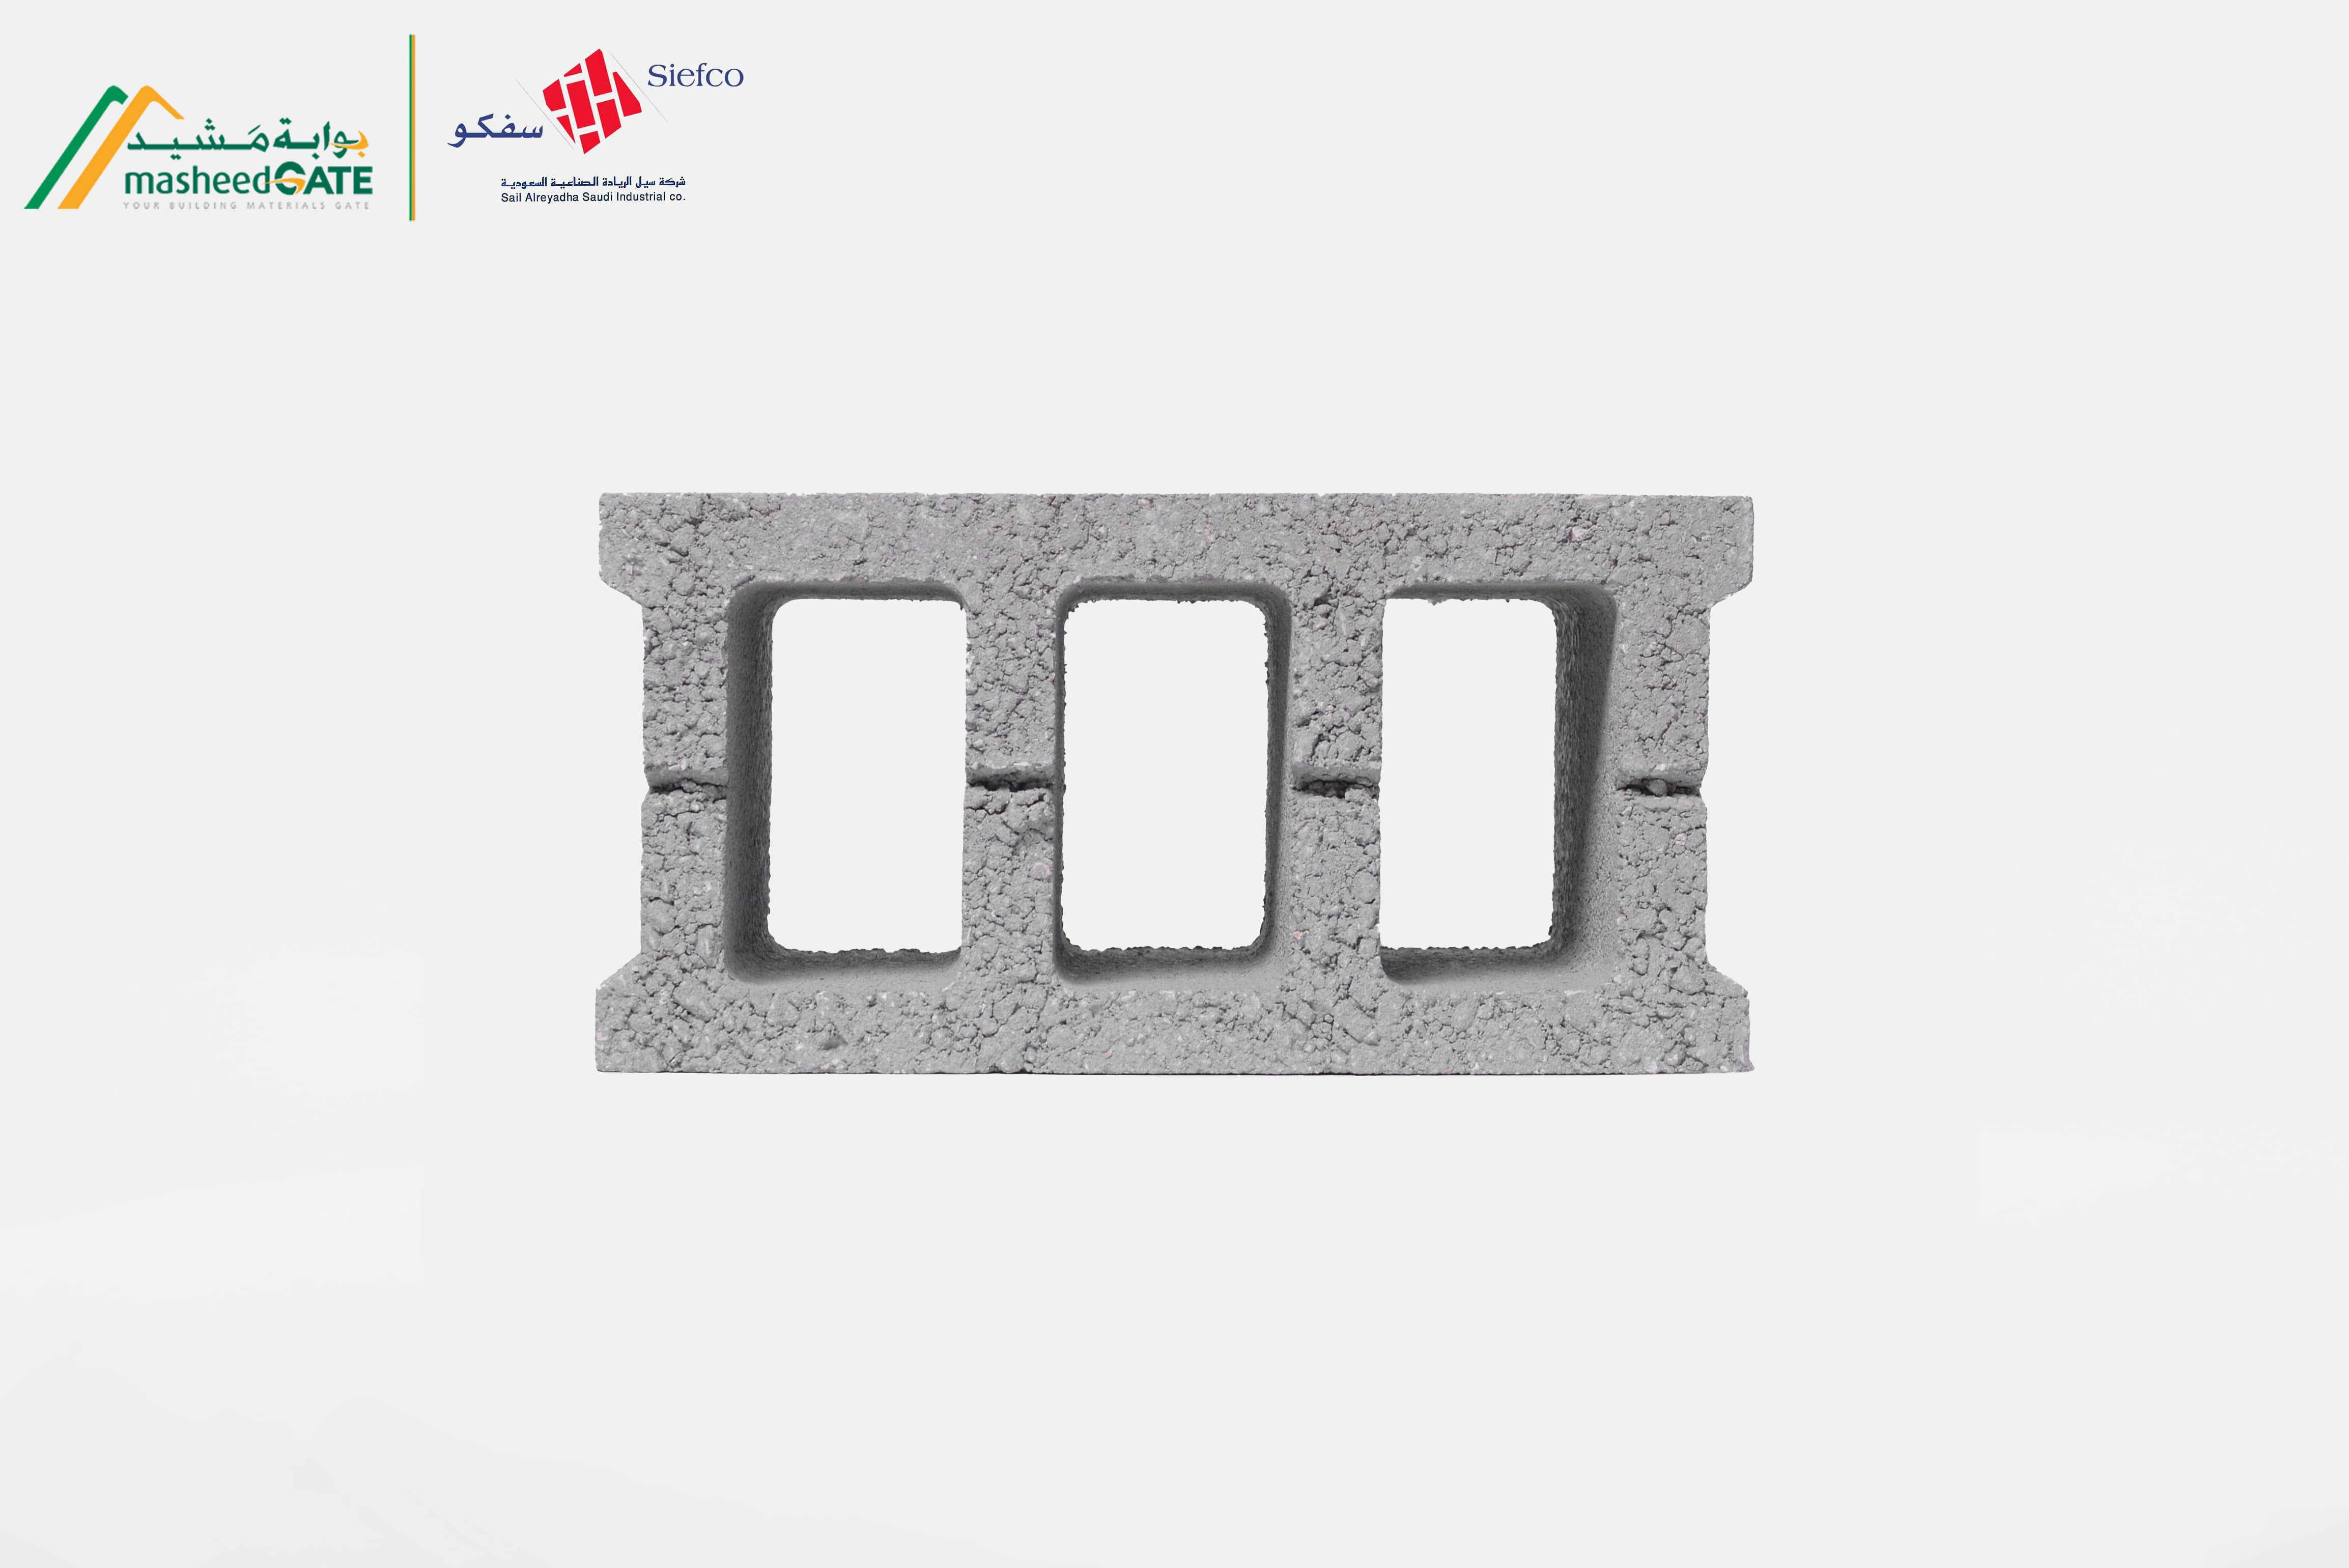 بوابة مَشيد
masheedGATE
YOUR BUILDING MATERIALS GATE
Siefco
سفكو
شركة سيل الريادة الصناعية السعودية
Sail Alreyadha Saudi Industrial co.